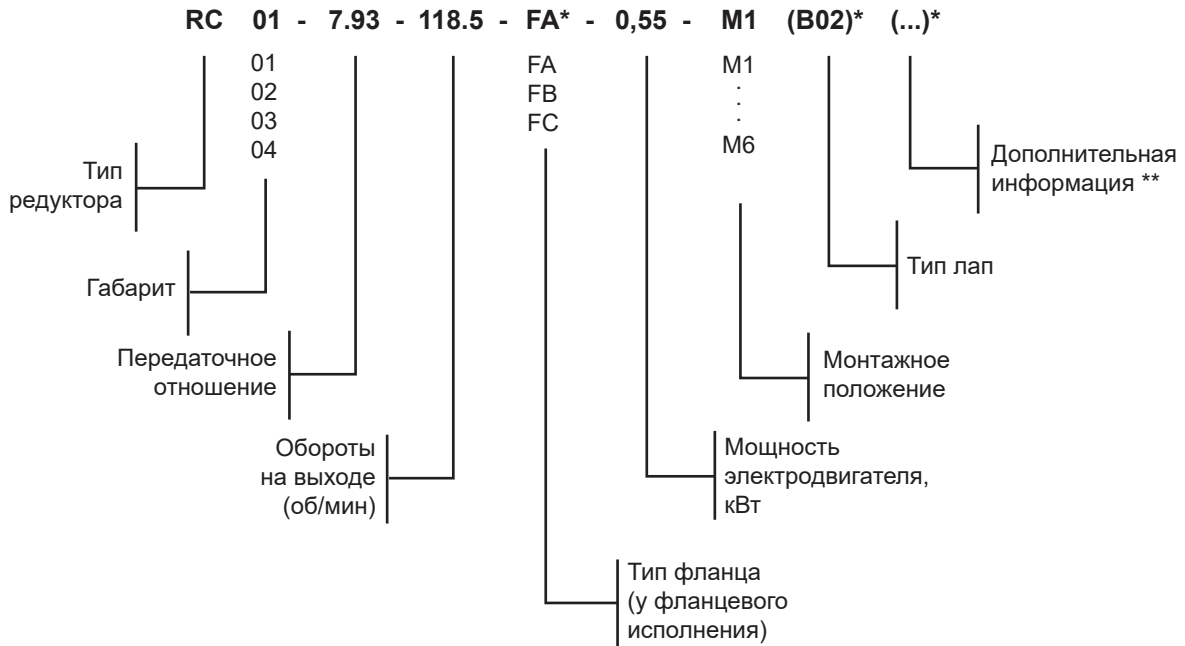 RC 01 - 7.93 - 118.5 - FA* - 0,55 - M1 (B02)* (...)*
01
02
03
04
FA
FB
FC
M1
.
.
.
M6
Тип
редуктора
Габарит
Передаточное
отношение
Обороты
на выходе
(об/мин)
Дополнительная
информация **
Тип лап
Монтажное
положение
Мощность
электродвигателя,
кВт
Тип фланца
(у фланцевого
исполнения)